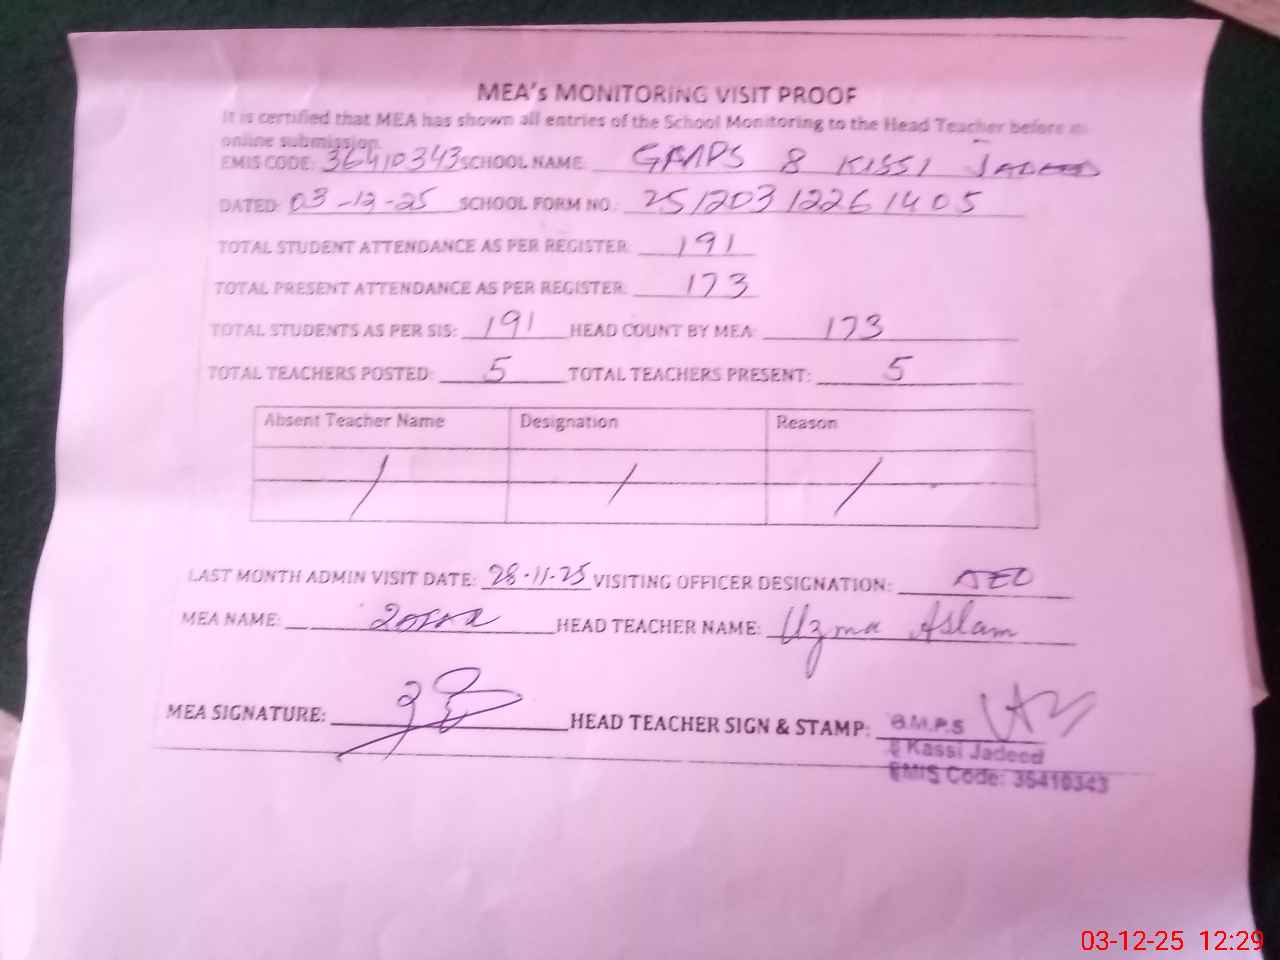 MEA's MONITORING VISIT PROOF
It is certified that MEA has shown all entries of the School Monitoring to the Head Teacher before
online submission.
EMIS CODE: 36410343 SCHOOL NAME: GMPS 8 KISSI JADEED
DATED: 03-12-25 SCHOOL FORM NO.: 25120312261405
TOTAL STUDENT ATTENDANCE AS PER REGISTER: 191
TOTAL PRESENT ATTENDANCE AS PER REGISTER: 173
TOTAL STUDENTS AS PER SIS: 191 HEAD COUNT BY MEA: 173
TOTAL TEACHERS POSTED: 5 TOTAL TEACHERS PRESENT: 5
Absent Teacher Name Designation Reason
/ / /
LAST MONTH ADMIN VISIT DATE: 28-11-25 VISITING OFFICER DESIGNATION: AEO
MEA NAME: HEAD TEACHER NAME: Uzma Aslam
MEA SIGNATURE: HEAD TEACHER SIGN & STAMP: G.M.P.S
8 Kassi Jadeed
EMIS Code: 36410343
03-12-25 12:29